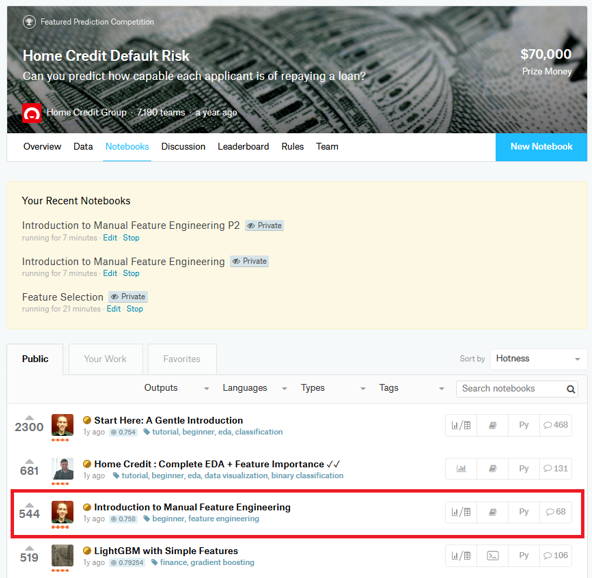 Featured Prediction Competition
Home Credit Default Risk
$70,000
Can you predict how capable each applicant is of repaying a loan?
Prize Money
Home Credit Group · 7,190 teams · a year ago
Overview Data Notebooks Discussion Leaderboard Rules Team New Notebook
Your Recent Notebooks
Introduction to Manual Feature Engineering P2 Private
running for 7 minutes · Edit · Stop
Introduction to Manual Feature Engineering Private
running for 7 minutes · Edit · Stop
Feature Selection Private
running for 21 minutes · Edit · Stop
Public Your Work Favorites Sort by Hotness
Outputs Languages Types Tags Search notebooks
2300 Start Here: A Gentle Introduction Py 468
1y ago 0.754 tutorial, beginner, eda, classification
681 Home Credit : Complete EDA + Feature Importance ✓✓ Py 131
1y ago tutorial, beginner, eda, data visualization, binary classification
544 Introduction to Manual Feature Engineering Py 68
1y ago 0.756 beginner, feature engineering
519 LightGBM with Simple Features Py 106
1y ago 0.79254 finance, gradient boosting